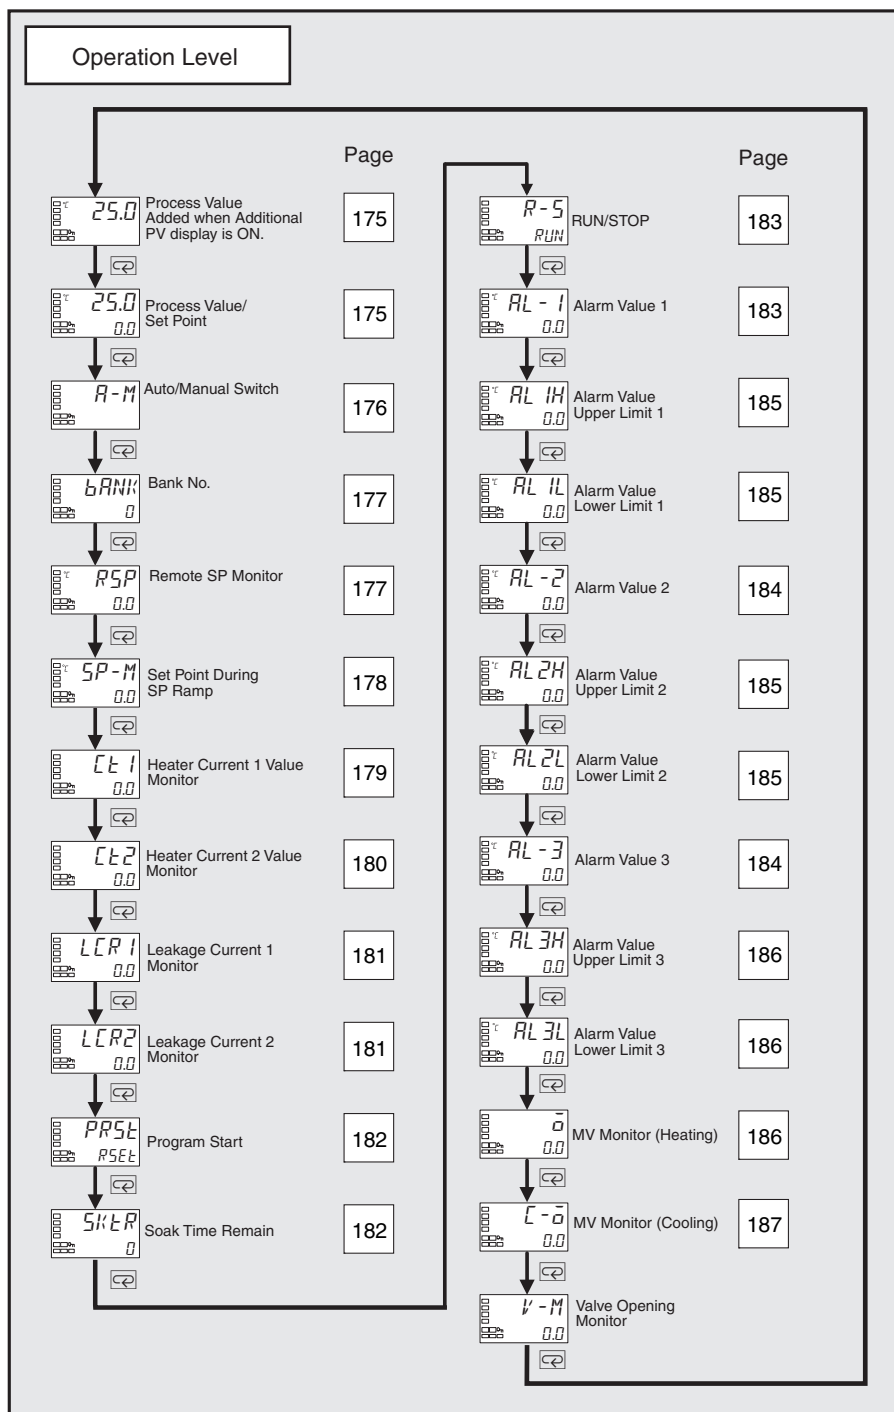 Operation Level
Page
25.0
Process Value
Added when Additional
PV display is ON.
175
25.0
0.0
Process Value/
Set Point
175
A-M
Auto/Manual Switch
176
bANK
0
Bank No.
177
RSP
0.0
Remote SP Monitor
177
SP-M
0.0
Set Point During
SP Ramp
178
Ct1
0.0
Heater Current 1 Value
Monitor
179
Ct2
0.0
Heater Current 2 Value
Monitor
180
LCR1
0.0
Leakage Current 1
Monitor
181
LCR2
0.0
Leakage Current 2
Monitor
181
PRSt
RSEt
Program Start
182
SKtR
0
Soak Time Remain
182
Page
R-S
RUN
RUN/STOP
183
AL-1
0.0
Alarm Value 1
183
AL 1H
0.0
Alarm Value
Upper Limit 1
185
AL 1L
0.0
Alarm Value
Lower Limit 1
185
AL-2
0.0
Alarm Value 2
184
AL2H
0.0
Alarm Value
Upper Limit 2
185
AL2L
0.0
Alarm Value
Lower Limit 2
185
AL-3
0.0
Alarm Value 3
184
AL3H
0.0
Alarm Value
Upper Limit 3
186
AL3L
0.0
Alarm Value
Lower Limit 3
186
ō
0.0
MV Monitor (Heating)
186
C-ō
0.0
MV Monitor (Cooling)
187
V-M
0.0
Valve Opening
Monitor